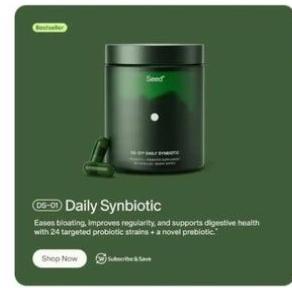 Bestseller
Seed
DS-01® DAILY SYNBIOTIC
DS-01 Daily Synbiotic
Eases bloating, improves regularity, and supports digestive health
with 24 targeted probiotic strains + a novel prebiotic.*
Shop Now
Subscribe & Save